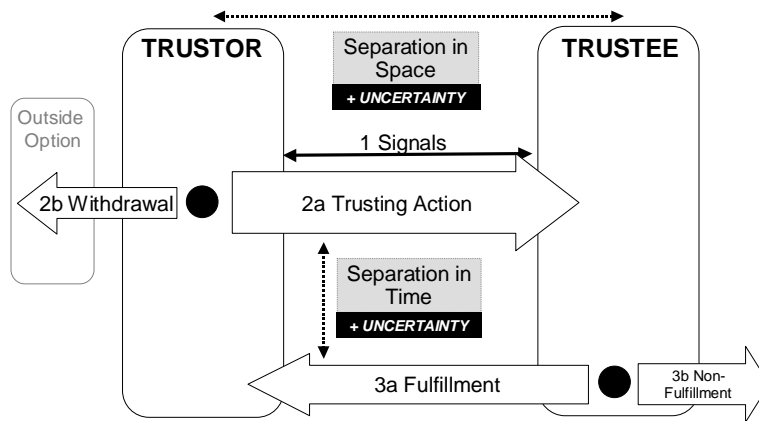 TRUSTOR
TRUSTEE
Separation in
Space
+ UNCERTAINTY
Outside
Option
1 Signals
2b Withdrawal
2a Trusting Action
Separation in
Time
+ UNCERTAINTY
3a Fulfillment
3b Non-
Fulfillment